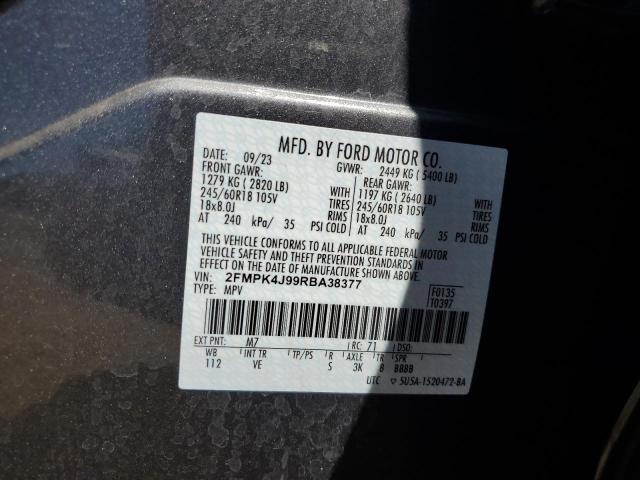 MFD. BY FORD MOTOR CO.
DATE: 09/23 GVWR: 2449 KG ( 5400 LB)
FRONT GAWR: REAR GAWR:
1279 KG ( 2820 LB) WITH 1197 KG ( 2640 LB) WITH
245/60R18 105V TIRES 245/60R18 105V TIRES
18x8.0J RIMS 18x8.0J RIMS
AT 240 kPa/ 35 PSI COLD AT 240 kPa/ 35 PSI COLD
THIS VEHICLE CONFORMS TO ALL APPLICABLE FEDERAL MOTOR
VEHICLE SAFETY AND THEFT PREVENTION STANDARDS IN
EFFECT ON THE DATE OF MANUFACTURE SHOWN ABOVE.
VIN: 2FMPK4J99RBA38377 F0135
TYPE: MPV T0397
EXT PNT: M7 RC: 71 DSO:
WB INT TR TP/PS R AXLE TR SPR
112 VE S 3K 8 BBBB
UTC 5U5A-1520472-BA